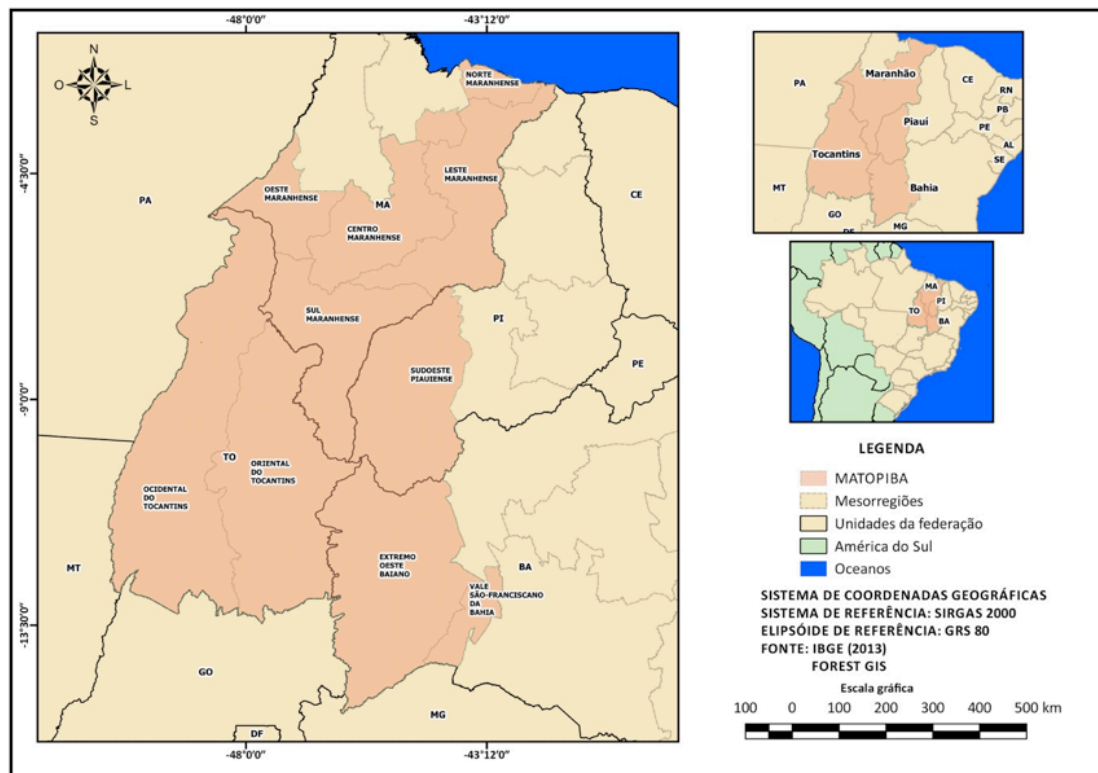 -48°0'0"
-43°12'0"
N
O
L
S
-4°30'0"
-9°0'0"
-13°30'0"
NORTE
MARANHENSE
LESTE
MARANHENSE
OESTE
MARANHENSE
MA
CENTRO
MARANHENSE
PA
CE
SUL
MARANHENSE
PI
PE
SUDOESTE
PIAUIENSE
TO
ORIENTAL
DO
TOCANTINS
OCIDENTAL
DO
TOCANTINS
MT
EXTREMO
OESTE
BAIANO
BA
VALE
SÃO-FRANCISCANO
DA
BAHIA
GO
MG
DF
-48°0'0"
-43°12'0"
PA
Maranhão
CE
RN
PB
Piauí
PE
AL
SE
Tocantins
MT
Bahia
GO
DF
MG
MA
PI
TO
BA
LEGENDA
MATOPIBA
Mesorregiões
Unidades da federação
América do Sul
Oceanos
SISTEMA DE COORDENADAS GEOGRÁFICAS
SISTEMA DE REFERÊNCIA: SIRGAS 2000
ELIPSÓIDE DE REFERÊNCIA: GRS 80
FONTE: IBGE (2013)
FOREST GIS
Escala gráfica
100 0 100 200 300 400 500 km